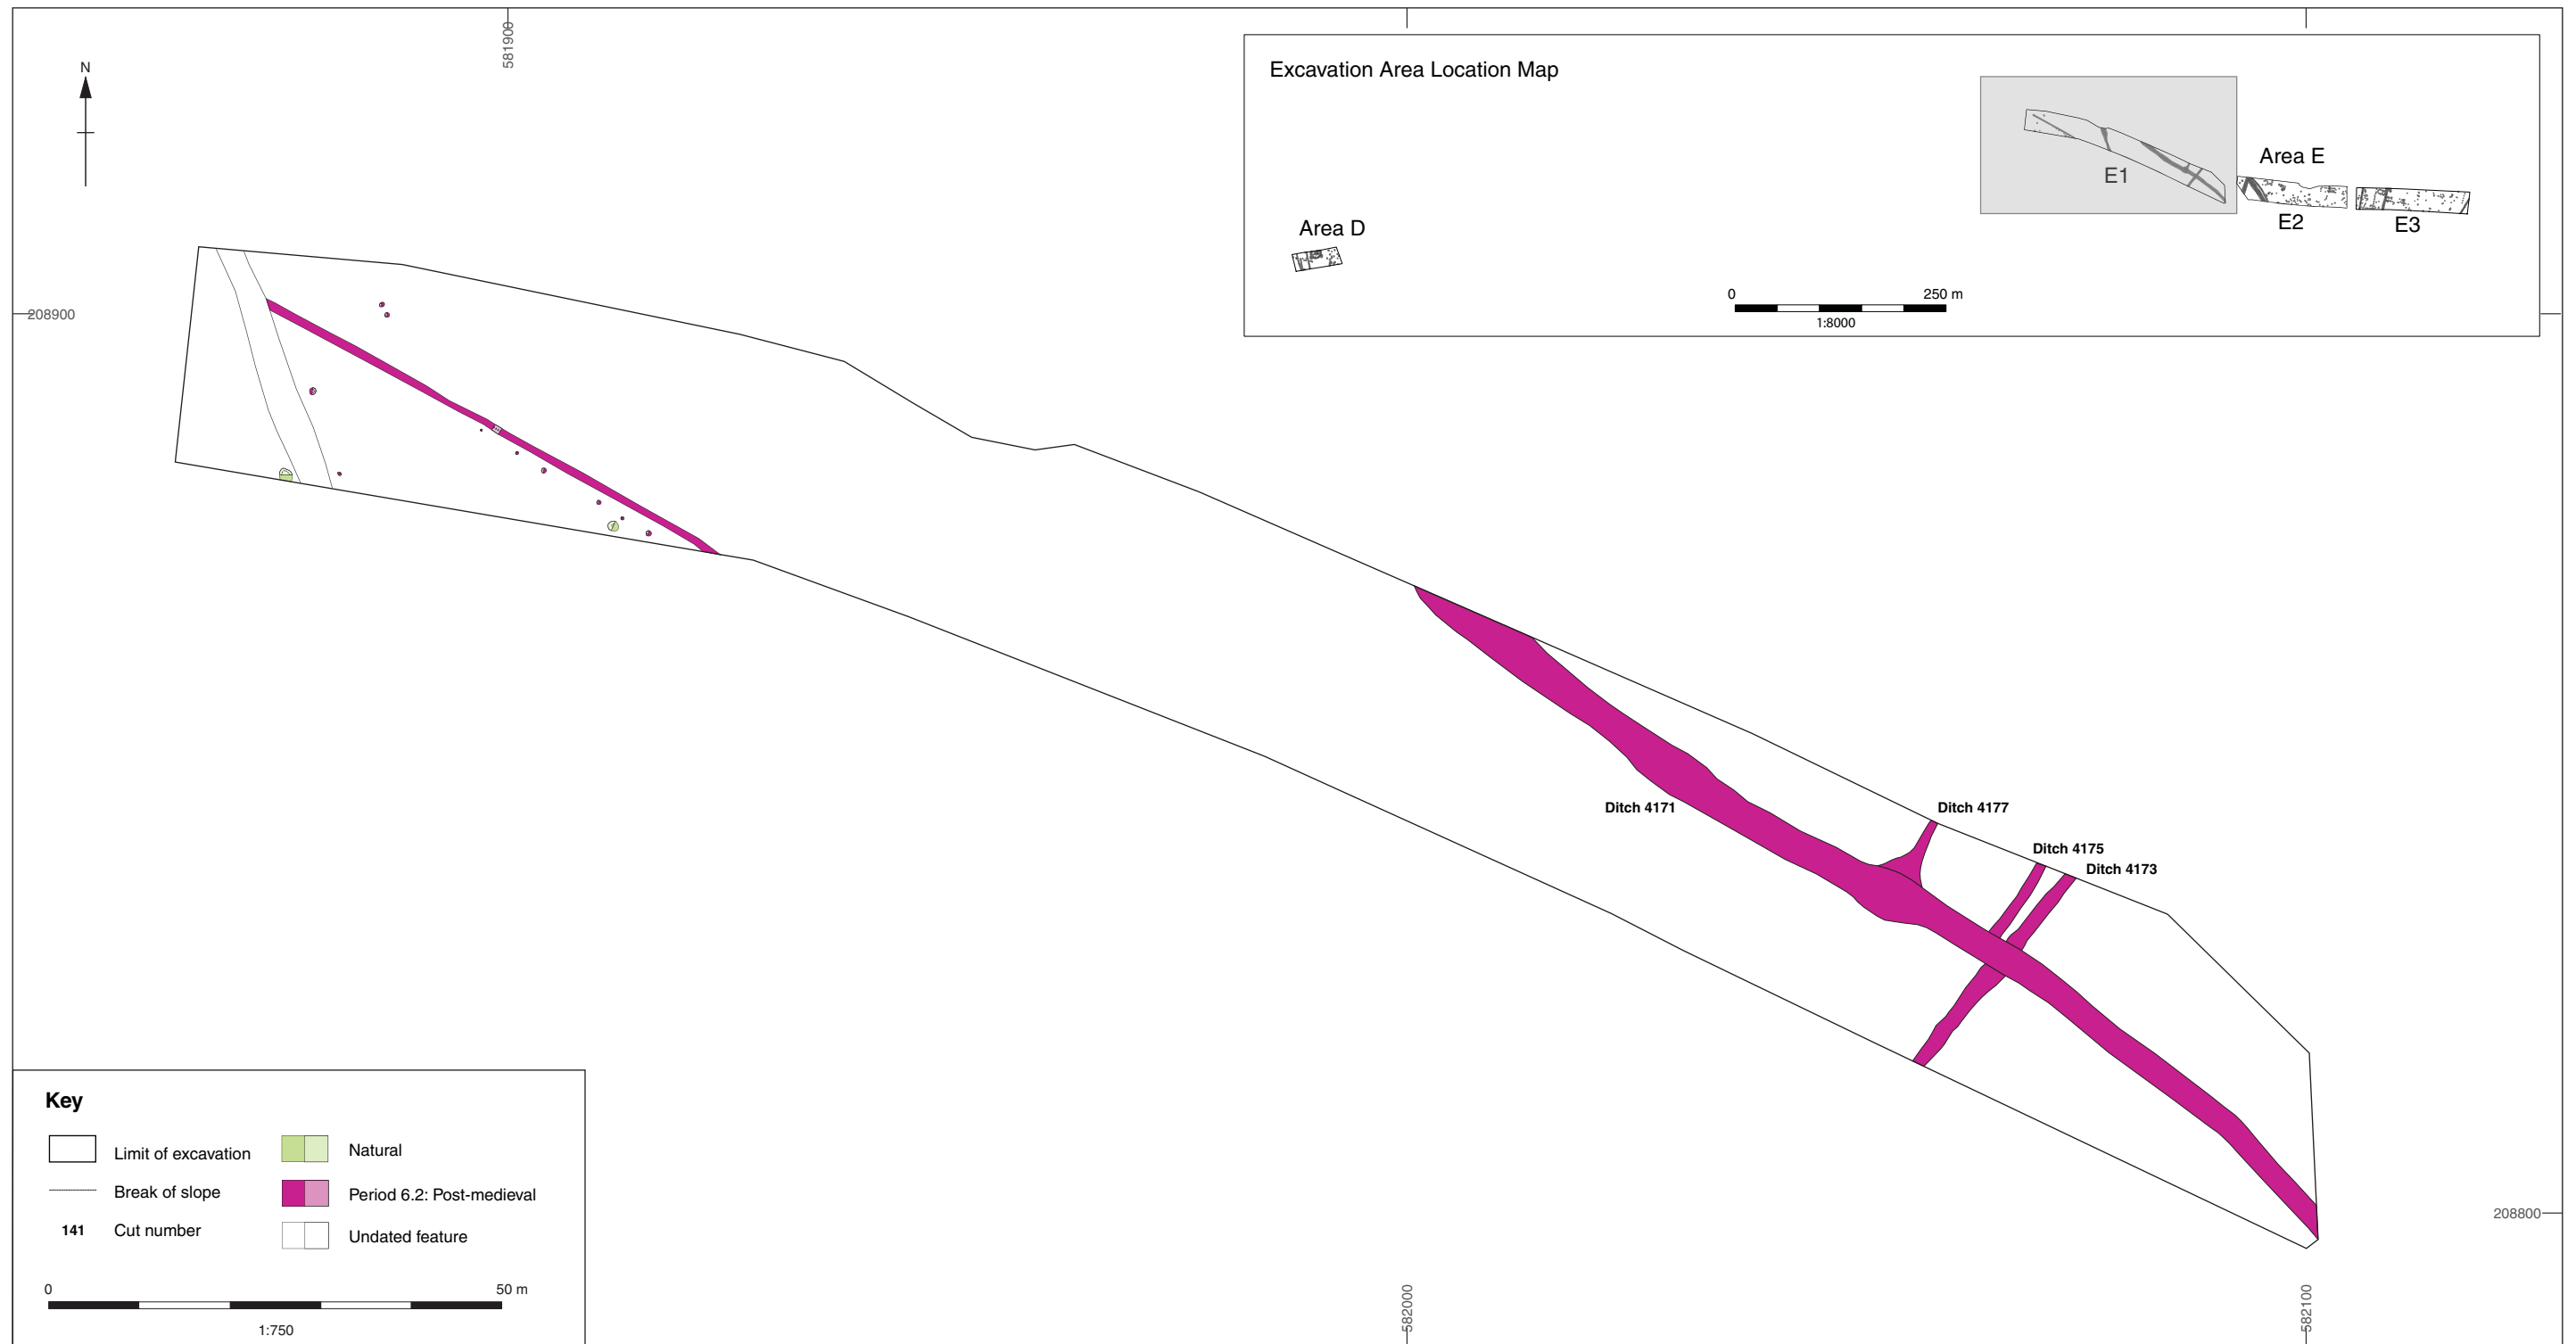 581900
N
Excavation Area Location Map
Area E
E1
E2
E3
Area D
0 250 m
1:8000
208900
Ditch 4171
Ditch 4177
Ditch 4175
Ditch 4173
Key
Limit of excavation
Break of slope
141 Cut number
Natural
Period 6.2: Post-medieval
Undated feature
0 50 m
1:750
208800
582000
582100